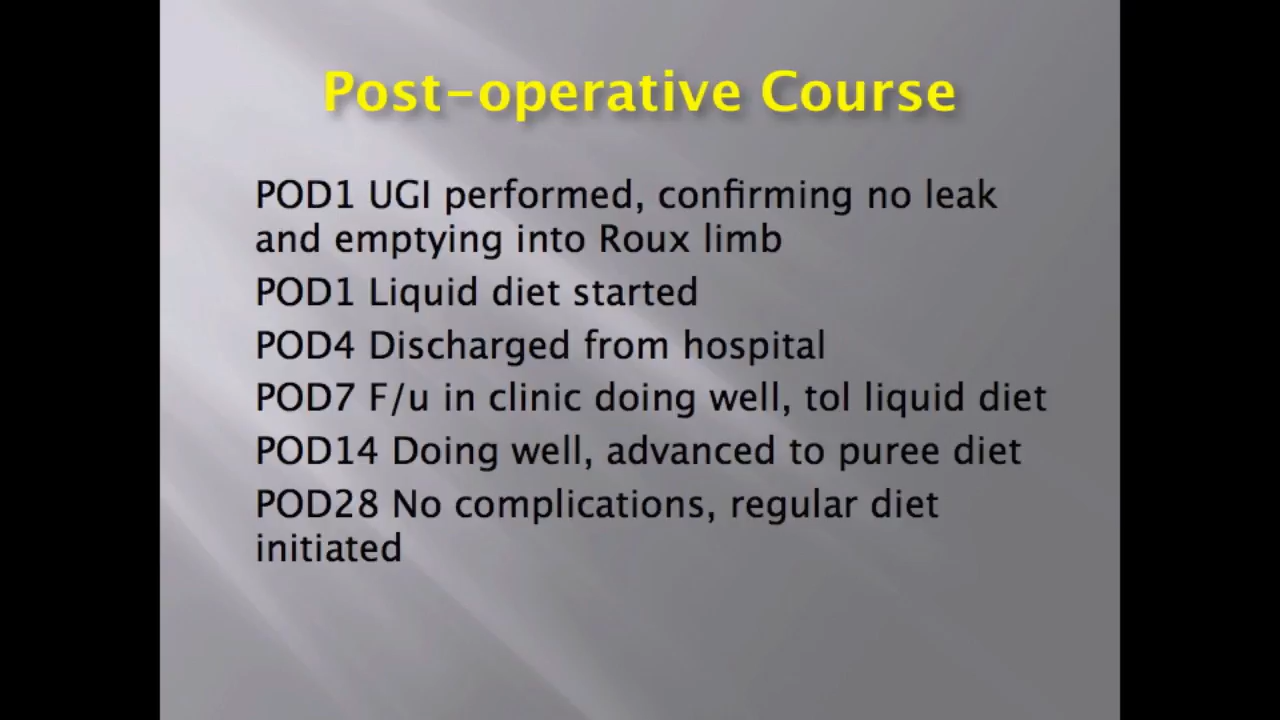 Post-operative Course
POD1 UGI performed, confirming no leak
and emptying into Roux limb
POD1 Liquid diet started
POD4 Discharged from hospital
POD7 F/u in clinic doing well, tol liquid diet
POD14 Doing well, advanced to puree diet
POD28 No complications, regular diet
initiated